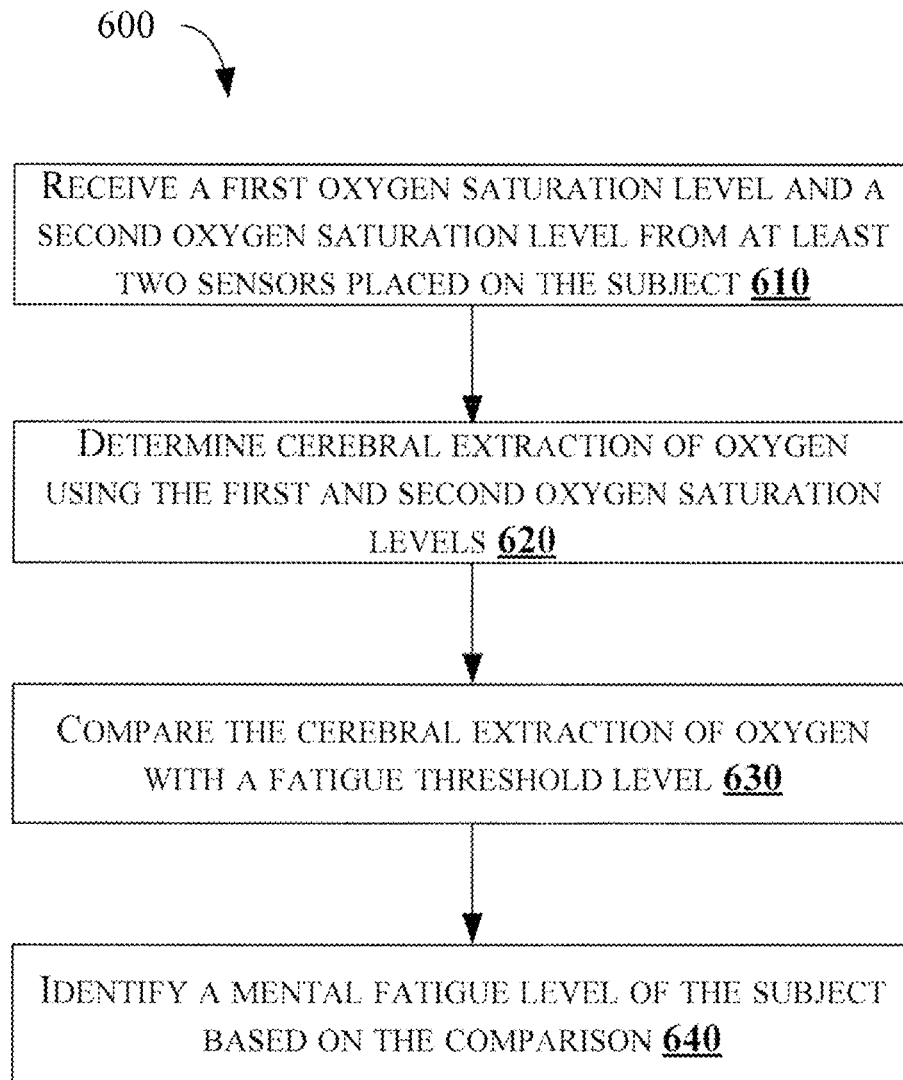 600
RECEIVE A FIRST OXYGEN SATURATION LEVEL AND A
SECOND OXYGEN SATURATION LEVEL FROM AT LEAST
TWO SENSORS PLACED ON THE SUBJECT 610
DETERMINE CEREBRAL EXTRACTION OF OXYGEN
USING THE FIRST AND SECOND OXYGEN SATURATION
LEVELS 620
COMPARE THE CEREBRAL EXTRACTION OF OXYGEN
WITH A FATIGUE THRESHOLD LEVEL 630
IDENTIFY A MENTAL FATIGUE LEVEL OF THE SUBJECT
BASED ON THE COMPARISON 640